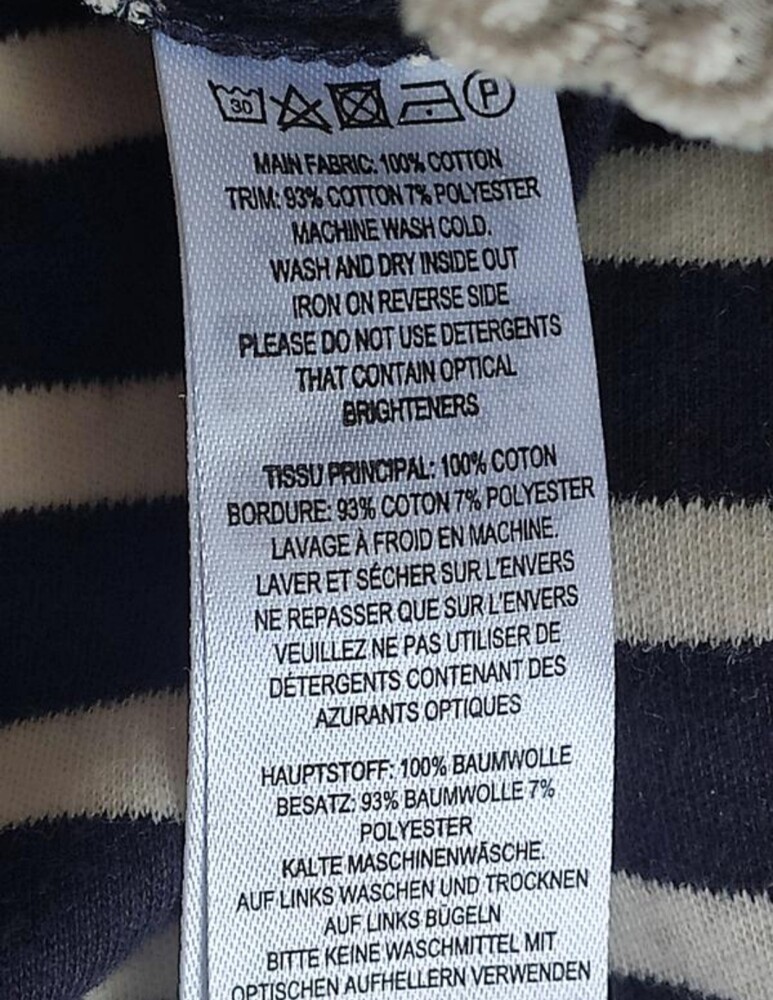 30 P
MAIN FABRIC: 100% COTTON
TRIM: 93% COTTON 7% POLYESTER
MACHINE WASH COLD.
WASH AND DRY INSIDE OUT
IRON ON REVERSE SIDE
PLEASE DO NOT USE DETERGENTS
THAT CONTAIN OPTICAL
BRIGHTENERS
TISSU PRINCIPAL: 100% COTON
BORDURE: 93% COTON 7% POLYESTER
LAVAGE À FROID EN MACHINE.
LAVER ET SÉCHER SUR L'ENVERS
NE REPASSER QUE SUR L'ENVERS
VEUILLEZ NE PAS UTILISER DE
DÉTERGENTS CONTENANT DES
AZURANTS OPTIQUES
HAUPTSTOFF: 100% BAUMWOLLE
BESATZ: 93% BAUMWOLLE 7%
POLYESTER
KALTE MASCHINENWÄSCHE.
AUF LINKS WASCHEN UND TROCKNEN
AUF LINKS BÜGELN
BITTE KEINE WASCHMITTEL MIT
OPTISCHEN AUFHELLERN VERWENDEN